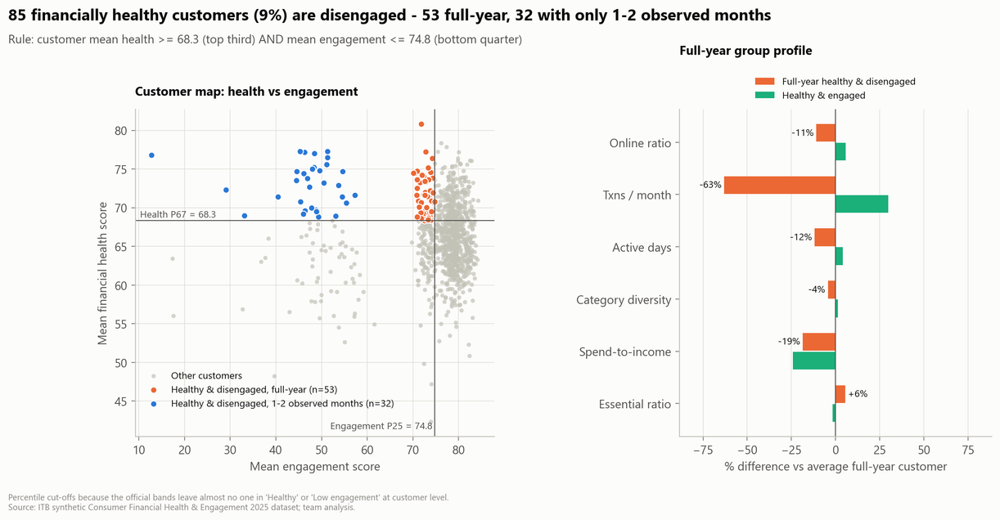 85 financially healthy customers (9%) are disengaged - 53 full-year, 32 with only 1-2 observed months
Rule: customer mean health >= 68.3 (top third) AND mean engagement <= 74.8 (bottom quarter)
Customer map: health vs engagement
Mean financial health score
80
75
70
65
60
55
50
45
Health P67 = 68.3
Other customers
Healthy & disengaged, full-year (n=53)
Healthy & disengaged, 1-2 observed months (n=32)
Engagement P25 = 74.8
10 20 30 40 50 60 70 80
Mean engagement score
Full-year group profile
Full-year healthy & disengaged
Healthy & engaged
Online ratio -11%
Txns / month -63%
Active days -12%
Category diversity -4%
Spend-to-income -19%
Essential ratio +6%
−75 −50 −25 0 25 50 75
% difference vs average full-year customer
Percentile cut-offs because the official bands leave almost no one in 'Healthy' or 'Low engagement' at customer level.
Source: ITB synthetic Consumer Financial Health & Engagement 2025 dataset; team analysis.